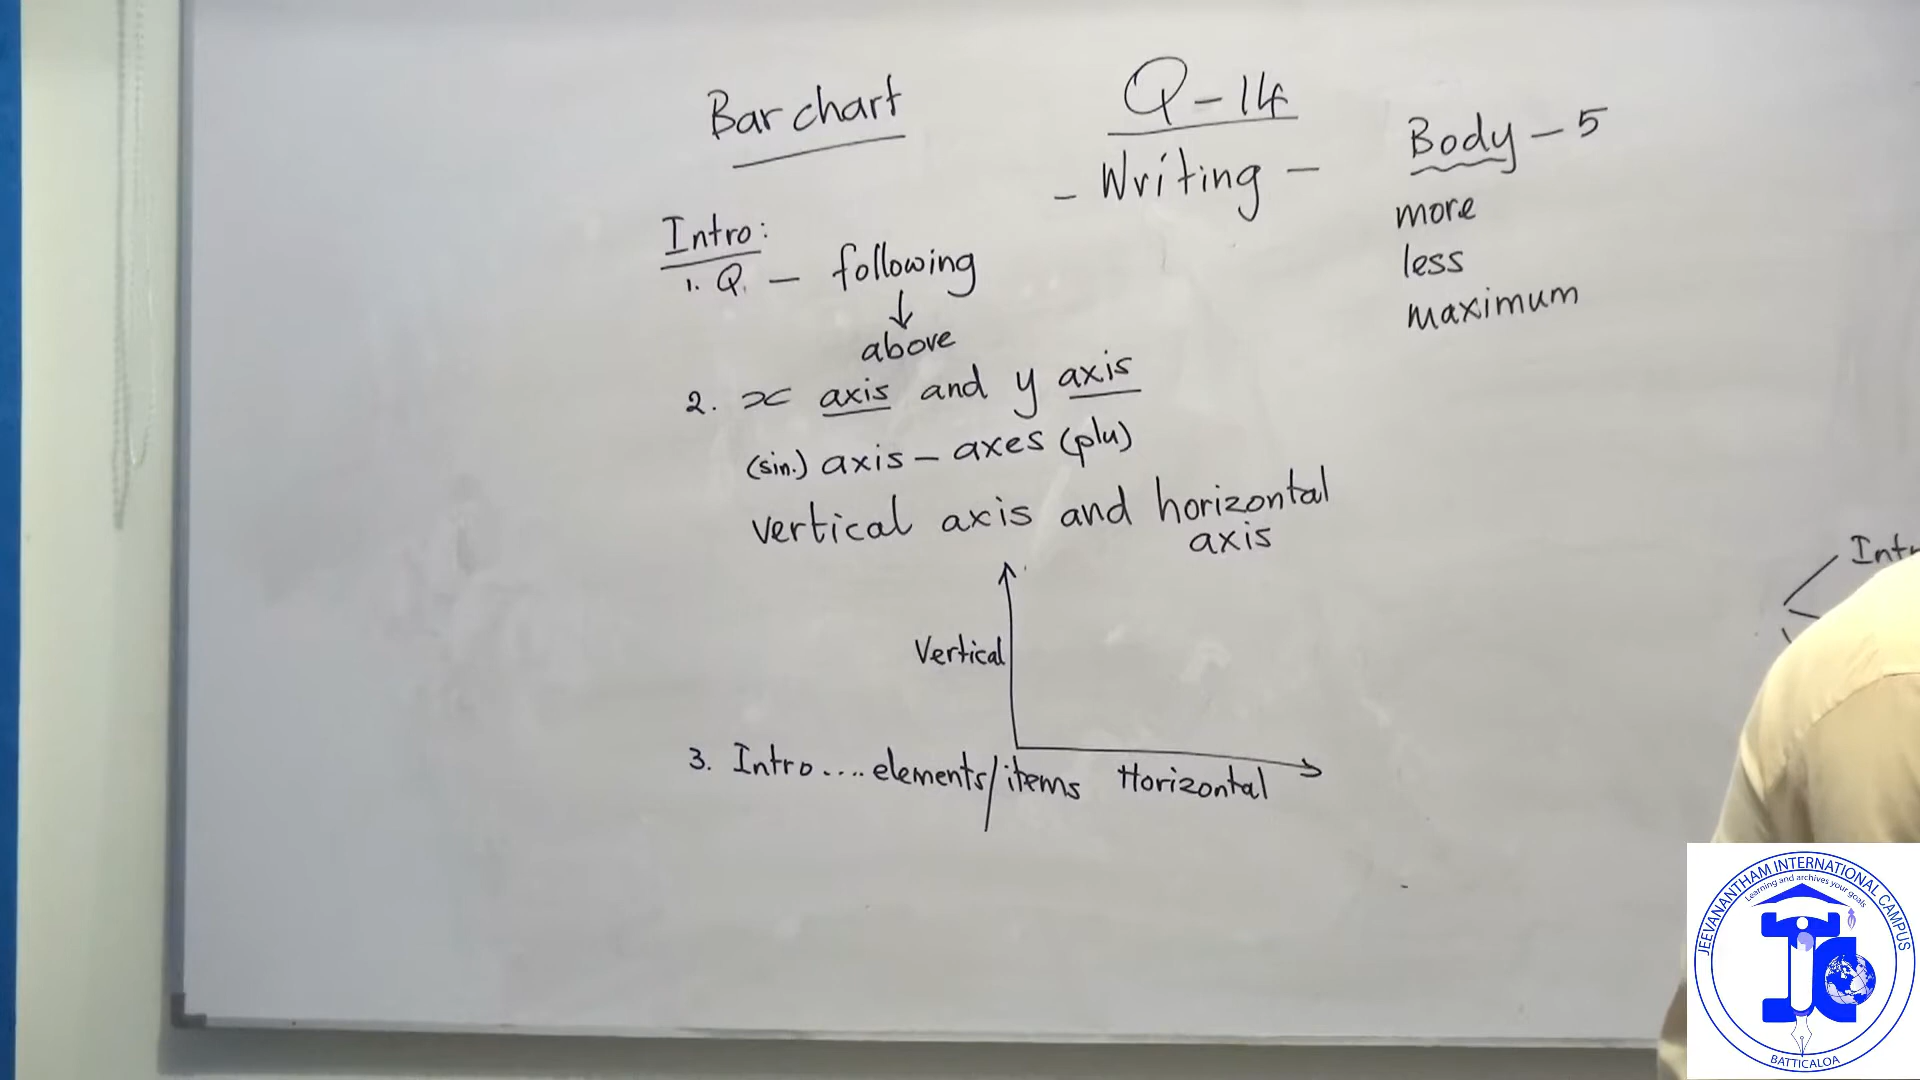 Bar chart
Q - 14
- Writing -
Intro:
1. Q. - following
↓
above
2. x axis and y axis
(sin.) axis - axes (plu)
vertical axis and horizontal
axis
Vertical
Horizontal
3. Intro.... elements/items
Body - 5
more
less
maximum
JEEVANANTHAM INTERNATIONAL CAMPUS
Learning and archives your goals
BATTICALOA